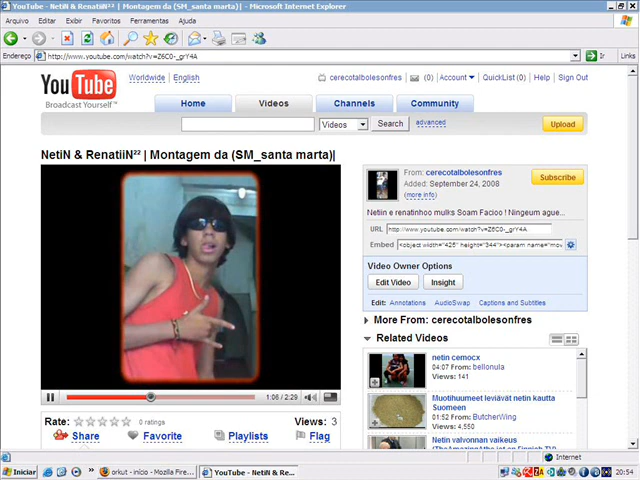 YouTube - NetiN & RenatiiN²² | Montagem da (SM_santa marta)| - Microsoft Internet Explorer
Arquivo Editar Exibir Favoritos Ferramentas Ajuda
Endereço http://www.youtube.com/watch?v=Z6C0-_grY4A Ir Links
YouTube
Broadcast Yourself™
Worldwide | English
cerecotalbolesonfres (0) Account QuickList (0) Help Sign Out
Home Videos Channels Community
Videos Search advanced Upload
NetiN & RenatiiN²² | Montagem da (SM_santa marta)|
From: cerecotalbolesonfres
Added: September 24, 2008
(more info)
Subscribe
Netiin e renatinhoo mulks Soam Facioo ! Ningeum ague...
URL http://www.youtube.com/watch?v=Z6C0-_grY4A
Embed <object width="425" height="344"><param name="mov
Video Owner Options
Edit Video Insight
Edit: Annotations AudioSwap Captions and Subtitles
More From: cerecotalbolesonfres
Related Videos
netin cemocx
04:07 From: bellonula
Views: 141
Muotihuumeet leviävät netin kautta
Suomeen
01:52 From: ButcherWing
Views: 4,550
Netin valvonnan vaikeus
1:06 / 2:29
Rate: 0 ratings Views: 3
Share Favorite Playlists Flag
Internet
Iniciar orkut - início - Mozilla Fire... YouTube - NetiN & Re... 20:54